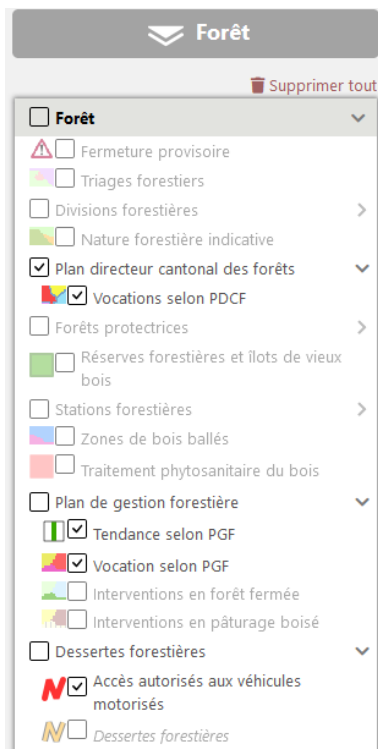 Forêt
Supprimer tout
Forêt
Fermeture provisoire
Triages forestiers
Divisions forestières
Nature forestière indicative
Plan directeur cantonal des forêts
Vocations selon PDCF
Forêts protectrices
Réserves forestières et îlots de vieux
bois
Stations forestières
Zones de bois ballés
Traitement phytosanitaire du bois
Plan de gestion forestière
Tendance selon PGF
Vocation selon PGF
Interventions en forêt fermée
Interventions en pâturage boisé
Dessertes forestières
Accès autorisés aux véhicules
motorisés
Dessertes forestières